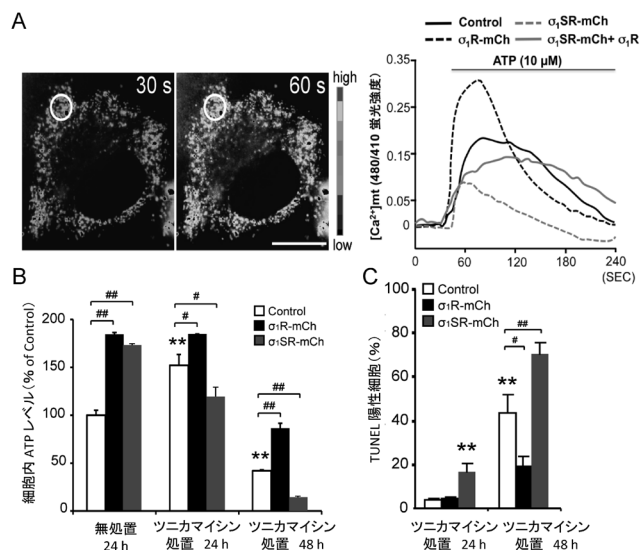 A
30 s
60 s
high
low
Control
σ₁R-mCh
σ₁SR-mCh
σ₁SR-mCh+ σ₁R
ATP (10 µM)
[Ca²⁺]mt (480/410 蛍光強度)
0.35
0.25
0.15
0.05
0
0
60
120
180
240
(SEC)
B
細胞内 ATP レベル (% of Control)
200
150
100
50
0
##
##
#
#
**
##
##
**
Control
σ₁R-mCh
σ₁SR-mCh
無処置
24 h
ツニカマイシン
処置 24 h
ツニカマイシン
処置 48 h
C
TUNEL 陽性細胞 (%)
100
80
60
40
20
0
Control
σ₁R-mCh
σ₁SR-mCh
**
##
#
**
ツニカマイシン
処置 24 h
ツニカマイシン
処置 48 h